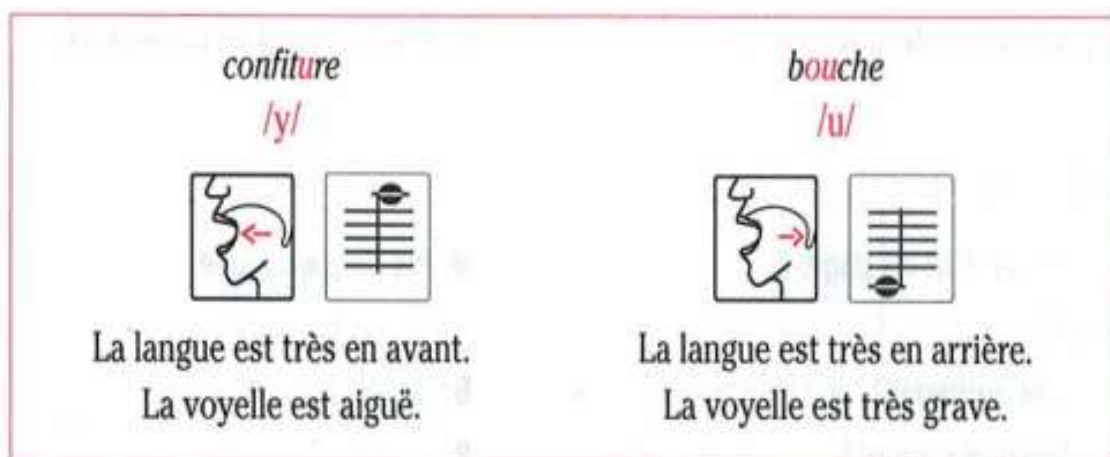 confiture
/y/
La langue est très en avant.
La voyelle est aiguë.
bouche
/u/
La langue est très en arrière.
La voyelle est très grave.